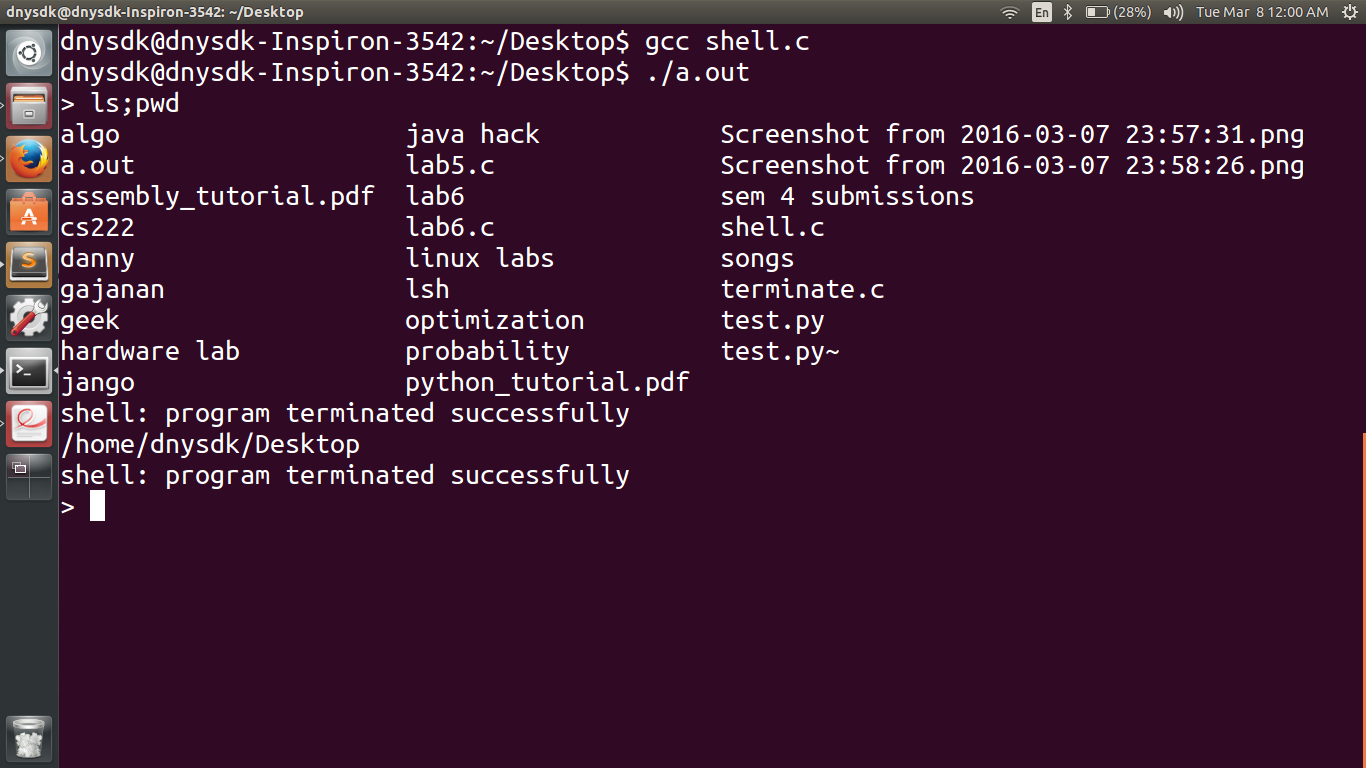 dnysdk@dnysdk-Inspiron-3542: ~/Desktop En (28%) Tue Mar 8 12:00 AM
dnysdk@dnysdk-Inspiron-3542:~/Desktop$ gcc shell.c
dnysdk@dnysdk-Inspiron-3542:~/Desktop$ ./a.out
> ls;pwd
algo java hack Screenshot from 2016-03-07 23:57:31.png
a.out lab5.c Screenshot from 2016-03-07 23:58:26.png
assembly_tutorial.pdf lab6 sem 4 submissions
cs222 lab6.c shell.c
danny linux labs songs
gajanan lsh terminate.c
geek optimization test.py
hardware lab probability test.py~
jango python_tutorial.pdf
shell: program terminated successfully
/home/dnysdk/Desktop
shell: program terminated successfully
>